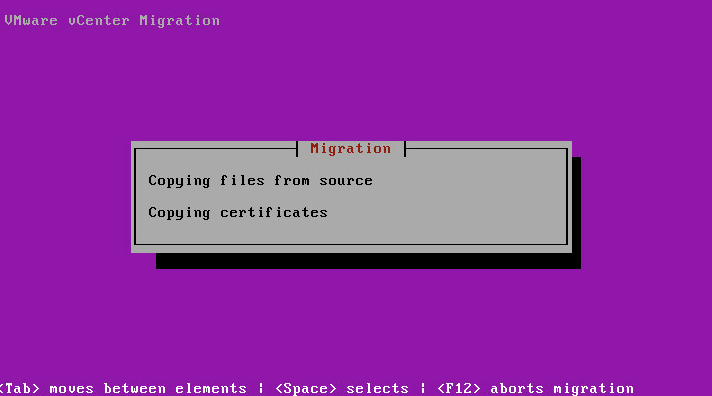 VMware vCenter Migration
Migration
Copying files from source
Copying certificates
<Tab> moves between elements | <Space> selects | <F12> aborts migration